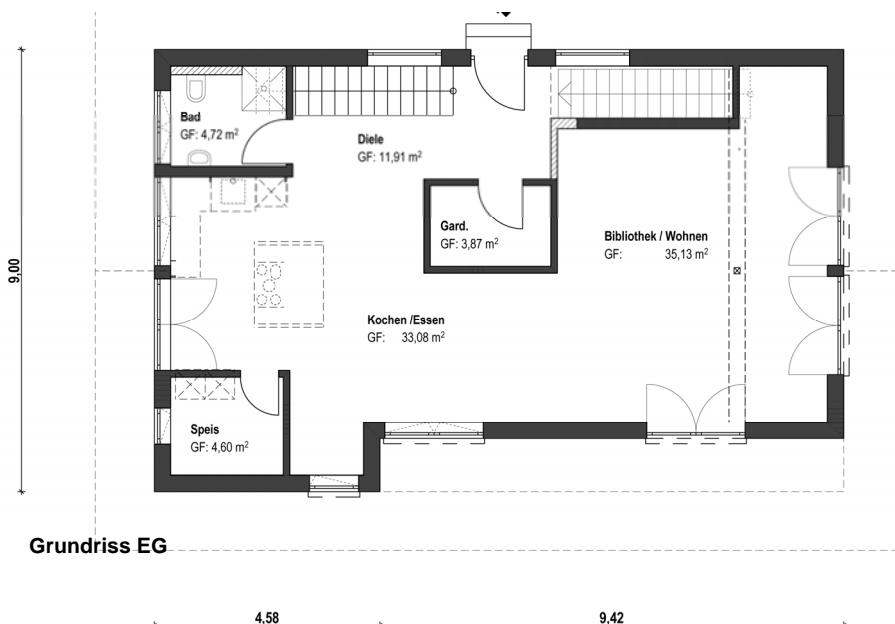 Bad
GF: 4,72 m²
Diele
GF: 11,91 m²
Gard.
GF: 3,87 m²
Bibliothek / Wohnen
GF: 35,13 m²
9,00
Kochen /Essen
GF: 33,08 m²
Speis
GF: 4,60 m²
Grundriss EG
4,58
9,42